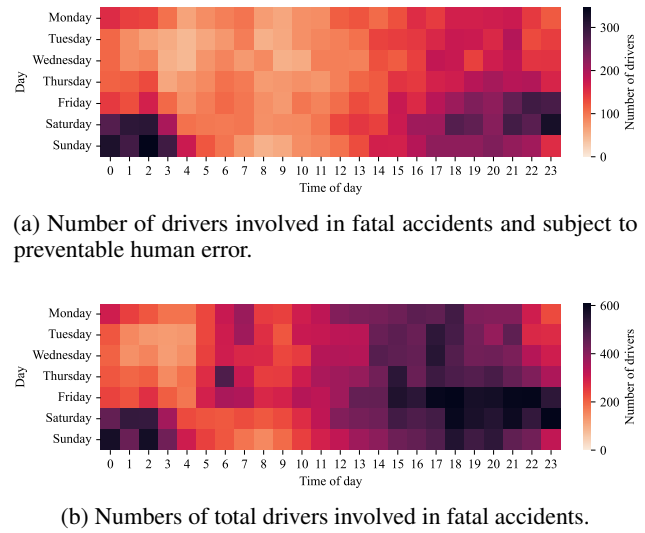 Monday
Tuesday
Wednesday
Thursday
Friday
Saturday
Sunday
Day
0 1 2 3 4 5 6 7 8 9 10 11 12 13 14 15 16 17 18 19 20 21 22 23
Time of day
300
200
100
0
Number of drivers
(a) Number of drivers involved in fatal accidents and subject to
preventable human error.
Monday
Tuesday
Wednesday
Thursday
Friday
Saturday
Sunday
Day
0 1 2 3 4 5 6 7 8 9 10 11 12 13 14 15 16 17 18 19 20 21 22 23
Time of day
600
400
200
0
Number of drivers
(b) Numbers of total drivers involved in fatal accidents.